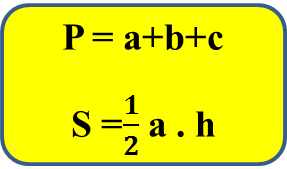 P = a+b+c
S =1/2 a . h